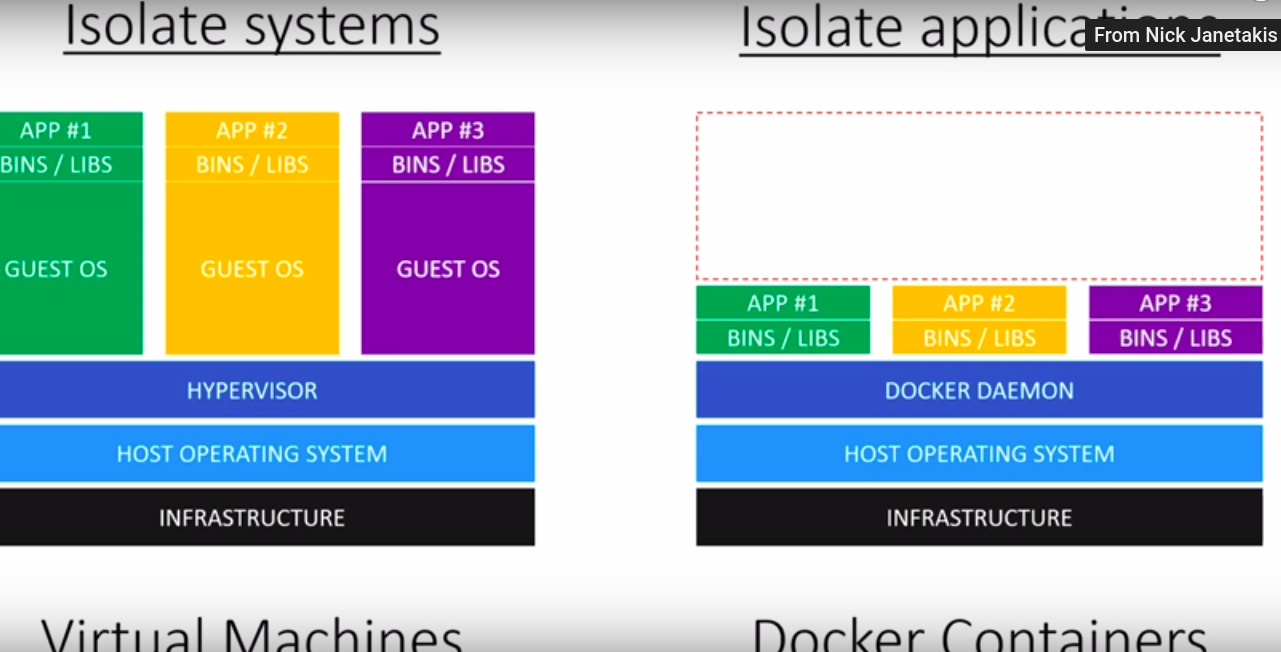 Isolate systems
Isolate applications
From Nick Janetakis
APP #1
BINS / LIBS
GUEST OS
APP #2
BINS / LIBS
GUEST OS
APP #3
BINS / LIBS
GUEST OS
HYPERVISOR
HOST OPERATING SYSTEM
INFRASTRUCTURE
Virtual Machines
APP #1
BINS / LIBS
APP #2
BINS / LIBS
APP #3
BINS / LIBS
DOCKER DAEMON
HOST OPERATING SYSTEM
INFRASTRUCTURE
Docker Containers